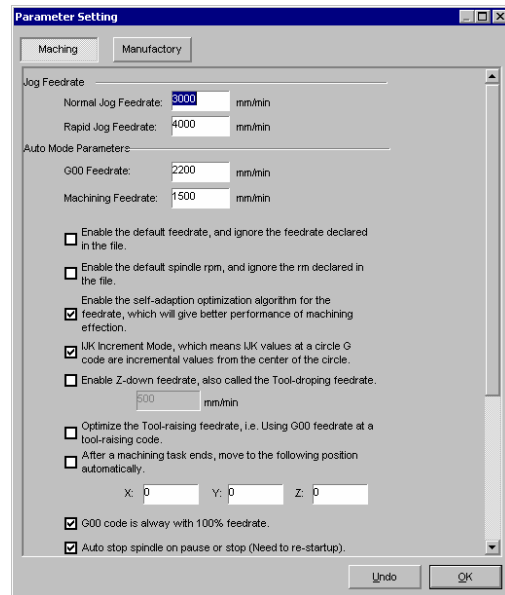 Parameter Setting
Maching Manufactory
Jog Feedrate
Normal Jog Feedrate: 3000 mm/min
Rapid Jog Feedrate: 4000 mm/min
Auto Mode Parameters
G00 Feedrate: 2200 mm/min
Machining Feedrate: 1500 mm/min
Enable the default feedrate, and ignore the feedrate declared
in the file.
Enable the default spindle rpm, and ignore the rm declared in
the file.
Enable the self-adaption optimization algorithm for the
feedrate, which will give better performance of machining
effection.
IJK Increment Mode, which means IJK values at a circle G
code are incremental values from the center of the circle.
Enable Z-down feedrate, also called the Tool-droping feedrate.
500 mm/min
Optimize the Tool-raising feedrate, i.e. Using G00 feedrate at a
tool-raising code.
After a machining task ends, move to the following position
automatically.
X: 0 Y: 0 Z: 0
G00 code is alway with 100% feedrate.
Auto stop spindle on pause or stop (Need to re-startup).
Undo OK